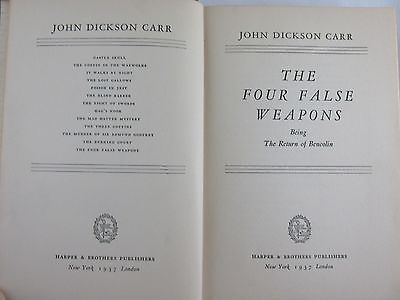 JOHN DICKSON CARR
CASTLE SKULL
THE CORPSE IN THE WAXWORKS
IT WALKS BY NIGHT
THE LOST GALLOWS
POISON IN JEST
THE BLIND BARBER
THE EIGHT OF SWORDS
HAG'S NOOK
THE MAD HATTER MYSTERY
THE THREE COFFINS
THE MURDER OF SIR EDMUND GODFREY
THE BURNING COURT
THE FOUR FALSE WEAPONS
HARPER & BROTHERS PUBLISHERS
New York 1937 London
JOHN DICKSON CARR
THE
FOUR FALSE
WEAPONS
Being
The Return of Bencolin
HARPER & BROTHERS PUBLISHERS
New York 1937 London